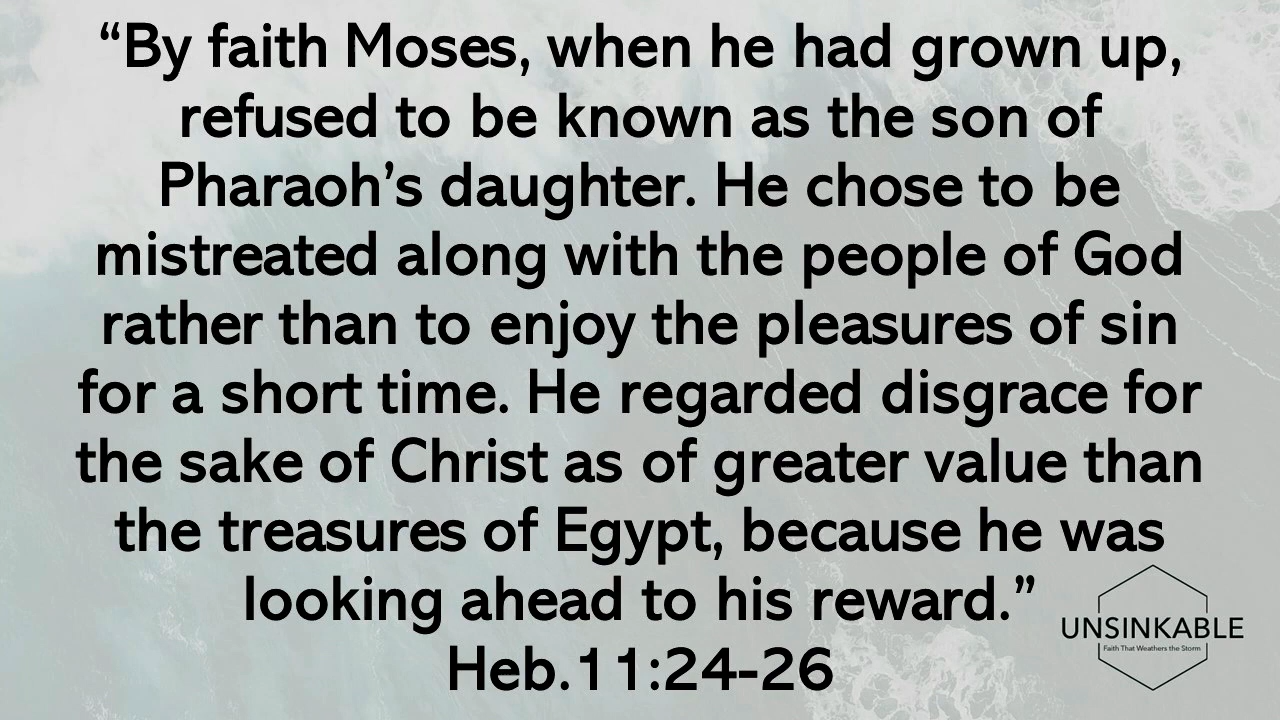 “By faith Moses, when he had grown up,
refused to be known as the son of
Pharaoh’s daughter. He chose to be
mistreated along with the people of God
rather than to enjoy the pleasures of sin
for a short time. He regarded disgrace for
the sake of Christ as of greater value than
the treasures of Egypt, because he was
looking ahead to his reward.”
Heb.11:24-26
UNSINKABLE
Faith That Weathers the Storm